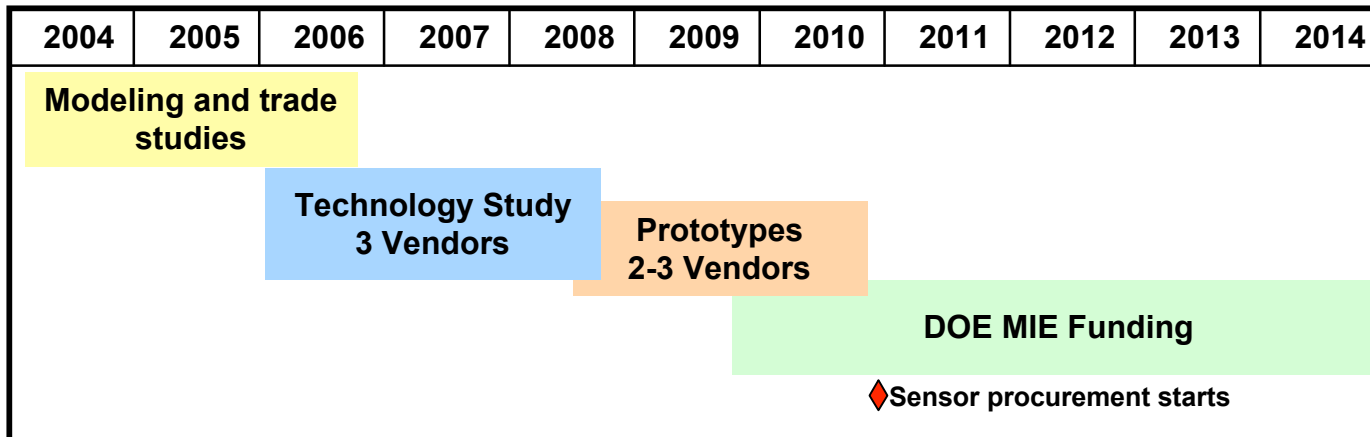 2004 2005 2006 2007 2008 2009 2010 2011 2012 2013 2014
Modeling and trade
studies
Technology Study
3 Vendors
Prototypes
2-3 Vendors
DOE MIE Funding
Sensor procurement starts